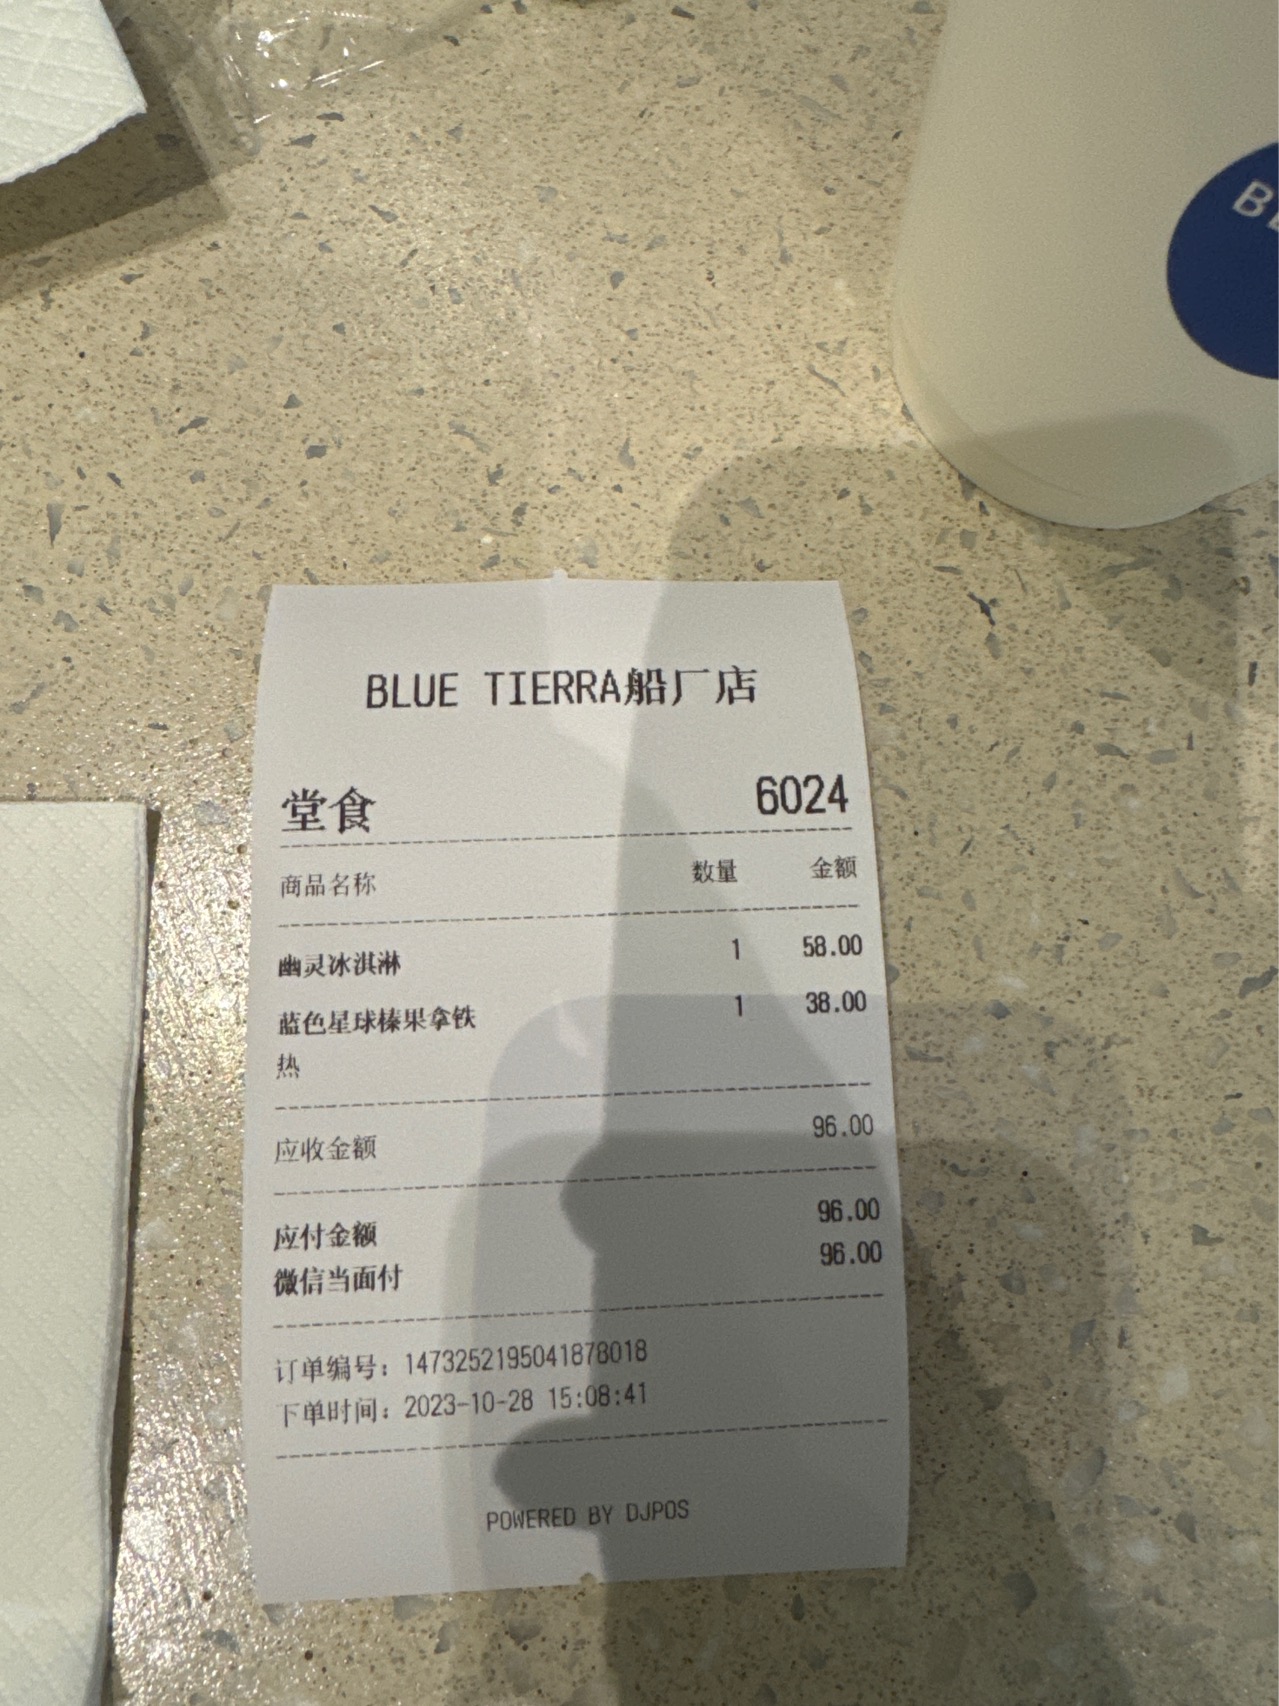 B
BLUE TIERRA船厂店
堂食 6024
商品名称 数量 金额
幽灵冰淇淋 1 58.00
蓝色星球榛果拿铁 1 38.00
热
应收金额 96.00
应付金额 96.00
微信当面付 96.00
订单编号：1473252195041878018
下单时间：2023-10-28 15:08:41
POWERED BY DJPOS